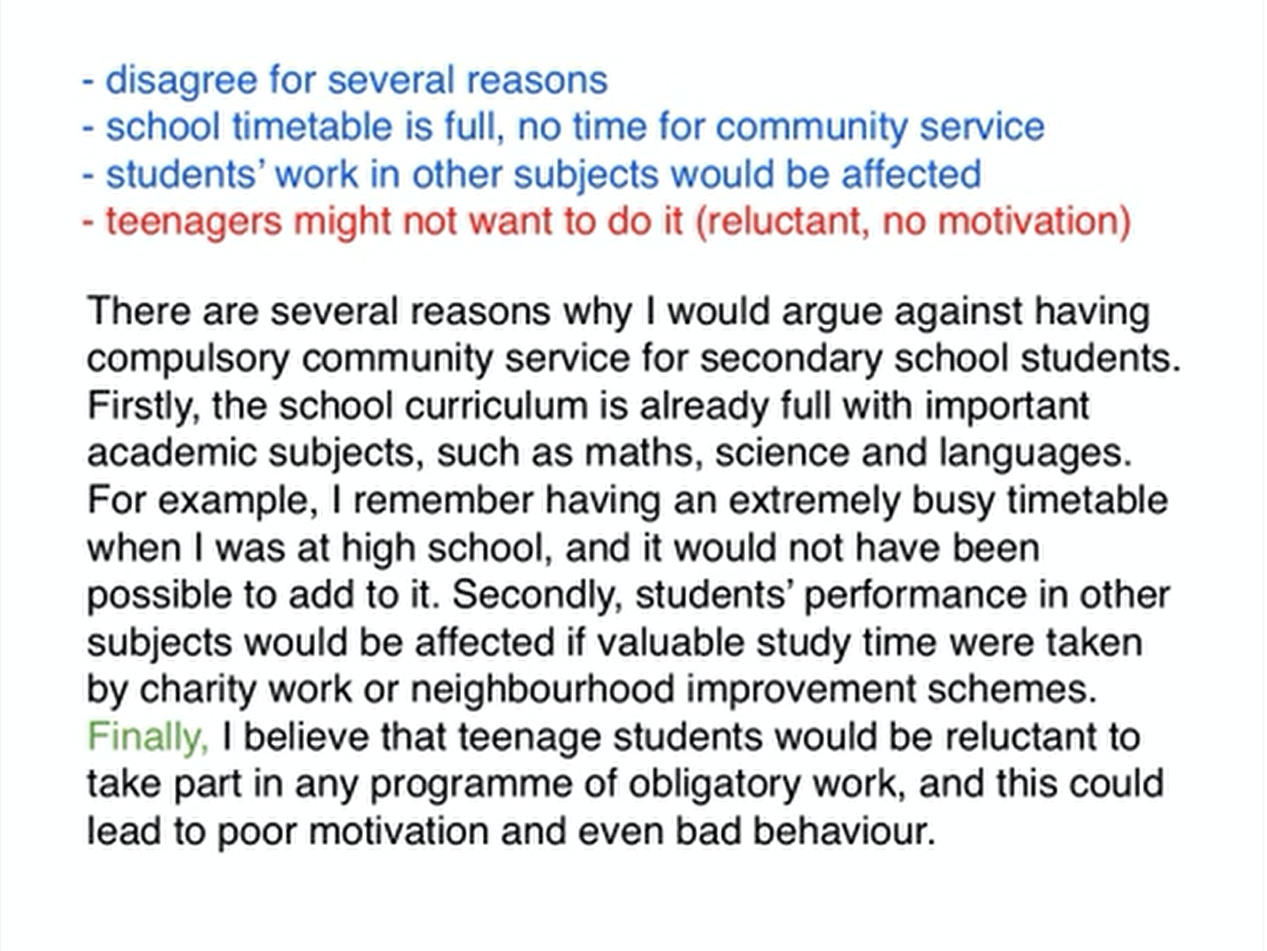 - disagree for several reasons
- school timetable is full, no time for community service
- students’ work in other subjects would be affected
- teenagers might not want to do it (reluctant, no motivation)
There are several reasons why I would argue against having
compulsory community service for secondary school students.
Firstly, the school curriculum is already full with important
academic subjects, such as maths, science and languages.
For example, I remember having an extremely busy timetable
when I was at high school, and it would not have been
possible to add to it. Secondly, students’ performance in other
subjects would be affected if valuable study time were taken
by charity work or neighbourhood improvement schemes.
Finally, I believe that teenage students would be reluctant to
take part in any programme of obligatory work, and this could
lead to poor motivation and even bad behaviour.